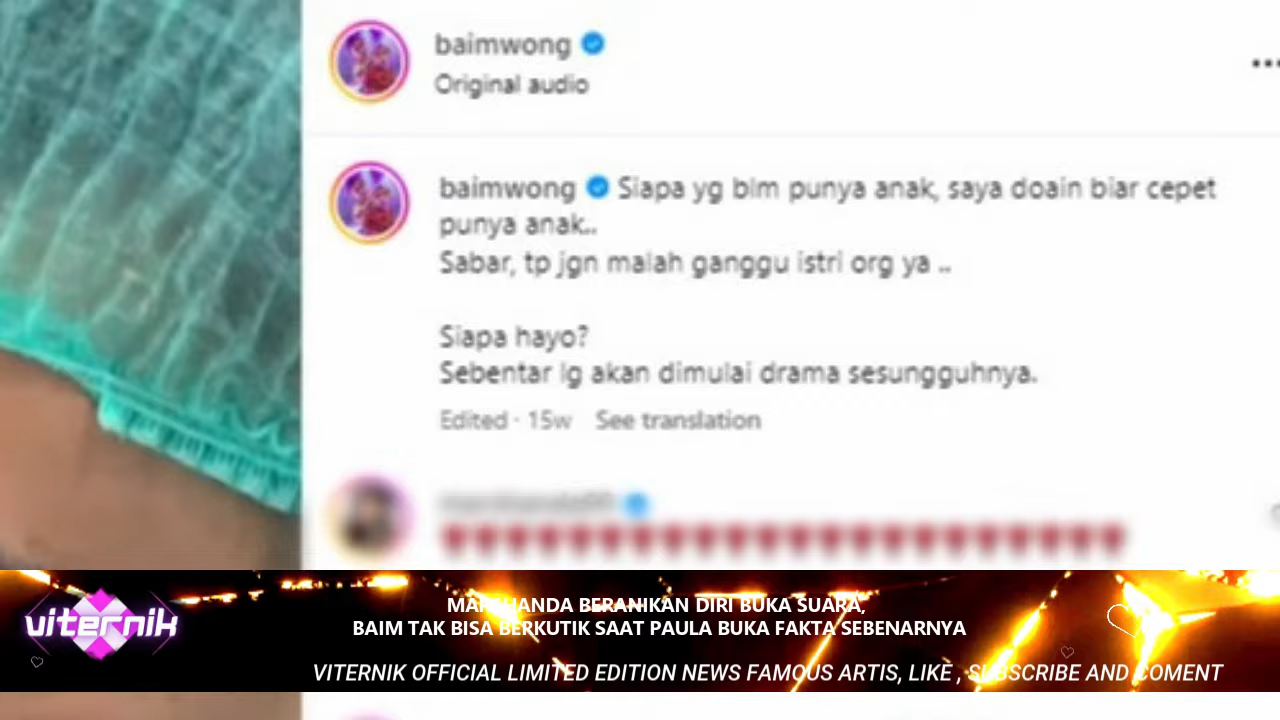 baimwong
Original audio
baimwong Siapa yg blm punya anak, saya doain biar cepet
punya anak..
Sabar, tp jgn malah ganggu istri org ya ..
Siapa hayo?
Sebentar lg akan dimulai drama sesungguhnya.
Edited · 15w See translation
viternik
MARSHANDA BERANIKAN DIRI BUKA SUARA,
BAIM TAK BISA BERKUTIK SAAT PAULA BUKA FAKTA SEBENARNYA
VITERNIK OFFICIAL LIMITED EDITION NEWS FAMOUS ARTIS, LIKE , SUBSCRIBE AND COMENT